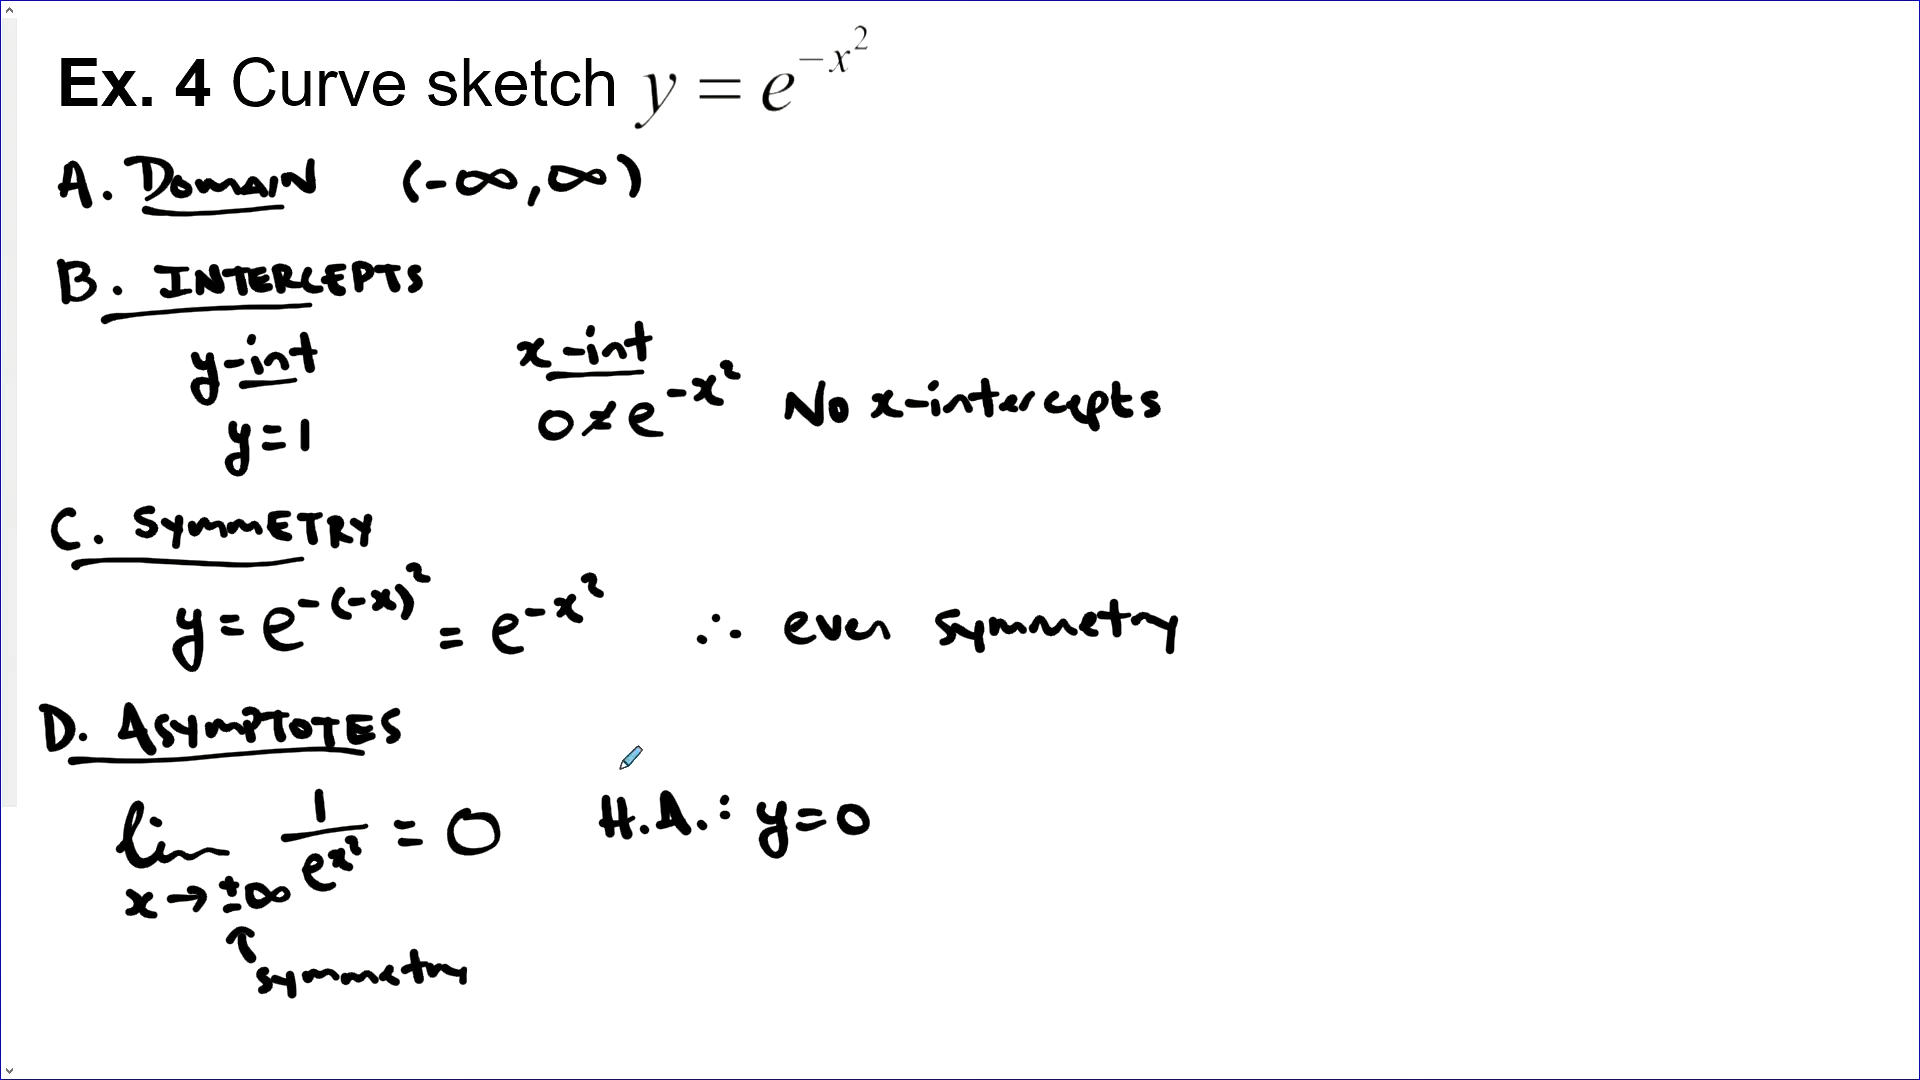 Ex. 4 Curve sketch y = e^{-x^2}
A. DOMAIN (-∞, ∞)
B. INTERCEPTS
y-int x-int
y = 1 0 ≠ e^{-x^2} No x-intercepts
C. SYMMETRY
y = e^{-(-x)^2} = e^{-x^2} ∴ even symmetry
D. ASYMPTOTES
lim_{x→±∞} 1/e^{x^2} = 0 H.A.: y=0
↑ symmetry